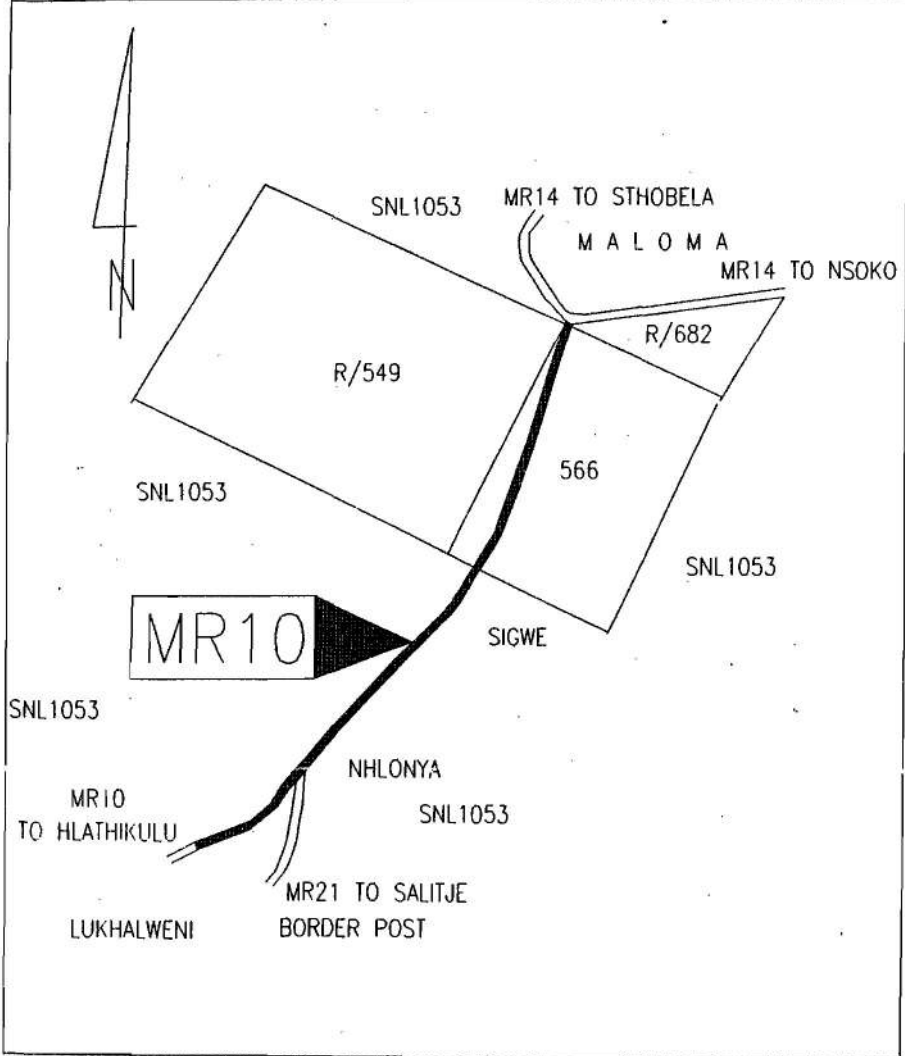 SNL1053
MR14 TO STHOBELA
M A L O M A
MR14 TO NSOKO
N
R/682
R/549
566
SNL1053
SNL1053
SIGWE
MR10
SNL1053
NHLONYA
MR10
TO HLATHIKULU
SNL1053
MR21 TO SALITJE
BORDER POST
LUKHALWENI